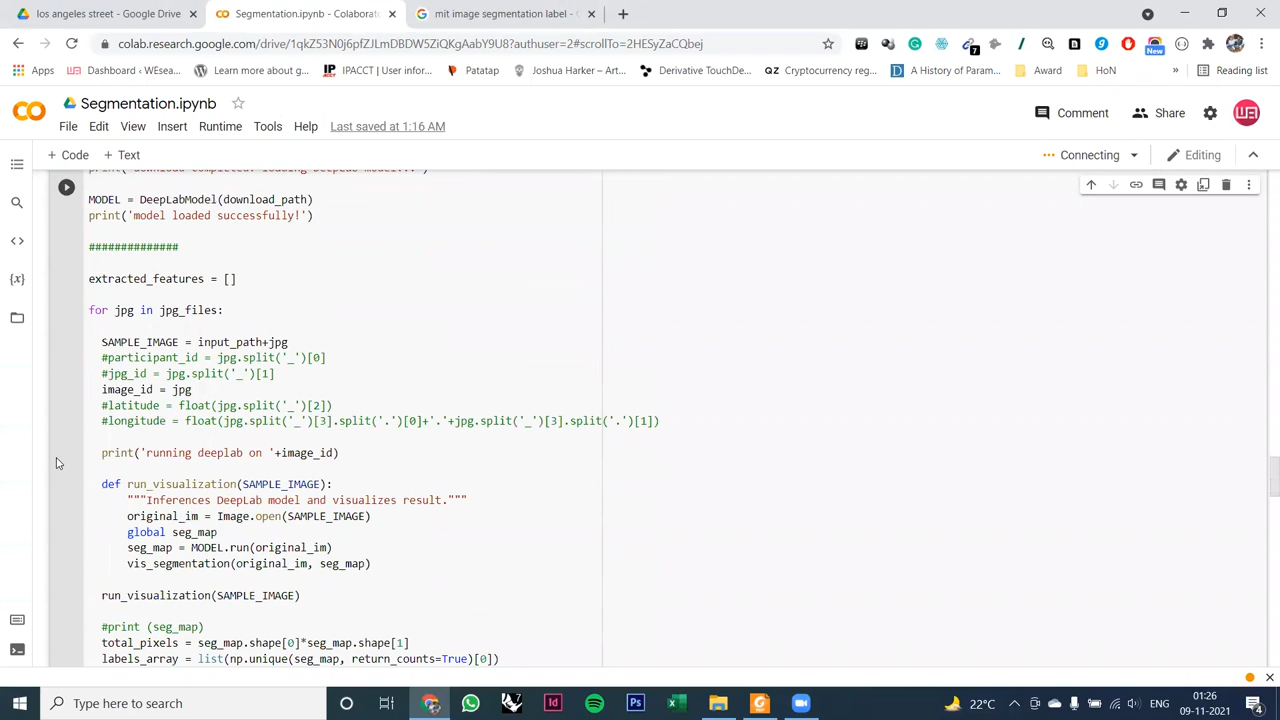 los angeles street - Google Drive
Segmentation.ipynb - Colaborat
mit image segmentation label - G
colab.research.google.com/drive/1qkZ53N0j6pfZJLmDBDWFZiQKgAabY9U8?authuser=2#scrollTo=2HESyZaCQbej
Apps
Dashboard ‹ WEsea...
Learn more about g...
IPACCT | User infor...
Patatap
Joshua Harker – Art...
Derivative TouchDe...
Cryptocurrency reg...
A History of Param...
Award
HoN
Reading list
Segmentation.ipynb
File Edit View Insert Runtime Tools Help Last saved at 1:16 AM
Comment
Share
+ Code + Text
Connecting
Editing
MODEL = DeepLabModel(download_path)
print('model loaded successfully!')
##############
extracted_features = []
for jpg in jpg_files:
SAMPLE_IMAGE = input_path+jpg
#participant_id = jpg.split('_')[0]
#jpg_id = jpg.split('_')[1]
image_id = jpg
#latitude = float(jpg.split('_')[2])
#longitude = float(jpg.split('_')[3].split('.')[0]+'.'+jpg.split('_')[3].split('.')[1])
print('running deeplab on '+image_id)
def run_visualization(SAMPLE_IMAGE):
"""Inferences DeepLab model and visualizes result."""
original_im = Image.open(SAMPLE_IMAGE)
global seg_map
seg_map = MODEL.run(original_im)
vis_segmentation(original_im, seg_map)
run_visualization(SAMPLE_IMAGE)
#print (seg_map)
total_pixels = seg_map.shape[0]*seg_map.shape[1]
labels_array = list(np.unique(seg_map, return_counts=True)[0])
Type here to search
22°C
ENG
01:26
09-11-2021